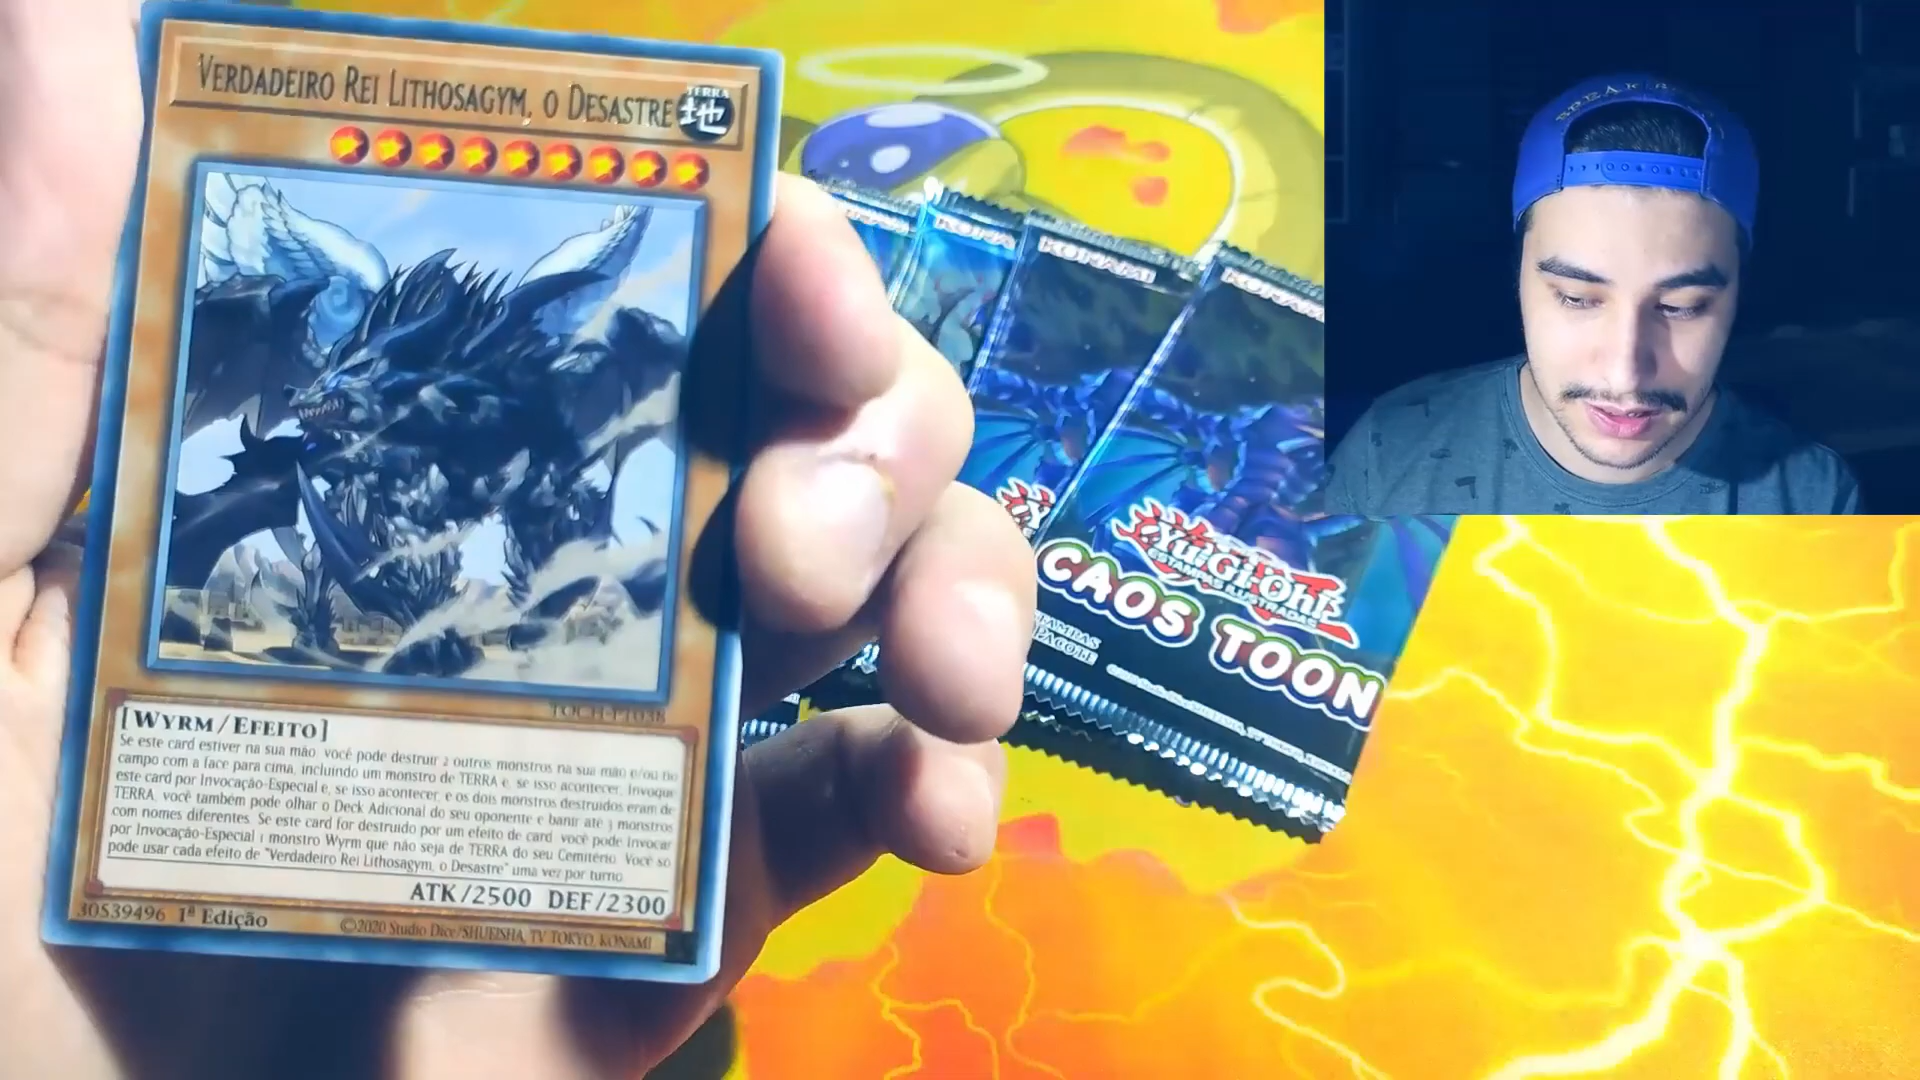 VERDADEIRO REI LITHOSAGYM, O DESASTRE
TERRA
地
TOCH-PT038
[WYRM/EFEITO]
Se este card estiver na sua mão, você pode destruir 2 outros monstros na sua mão e/ou no
campo com a face para cima, incluindo um monstro de TERRA e, se isso acontecer, Invoque
este card por Invocação-Especial e, se isso acontecer, e os dois monstros destruídos eram de
TERRA, você também pode olhar o Deck Adicional do seu oponente e banir até 3 monstros
com nomes diferentes. Se este card for destruído por um efeito de card, você pode Invocar
por Invocação-Especial 1 monstro Wyrm que não seja de TERRA do seu Cemitério. Você só
pode usar cada efeito de "Verdadeiro Rei Lithosagym, o Desastre" uma vez por turno.
ATK/2500 DEF/2300
30539496 1ª Edição
©2020 Studio Dice/SHUEISHA, TV TOKYO, KONAMI
KONA
KONAMI
KONAMI
Yu-Gi-Oh!
ESTAMPAS ILUSTRADAS
CAOS TOON